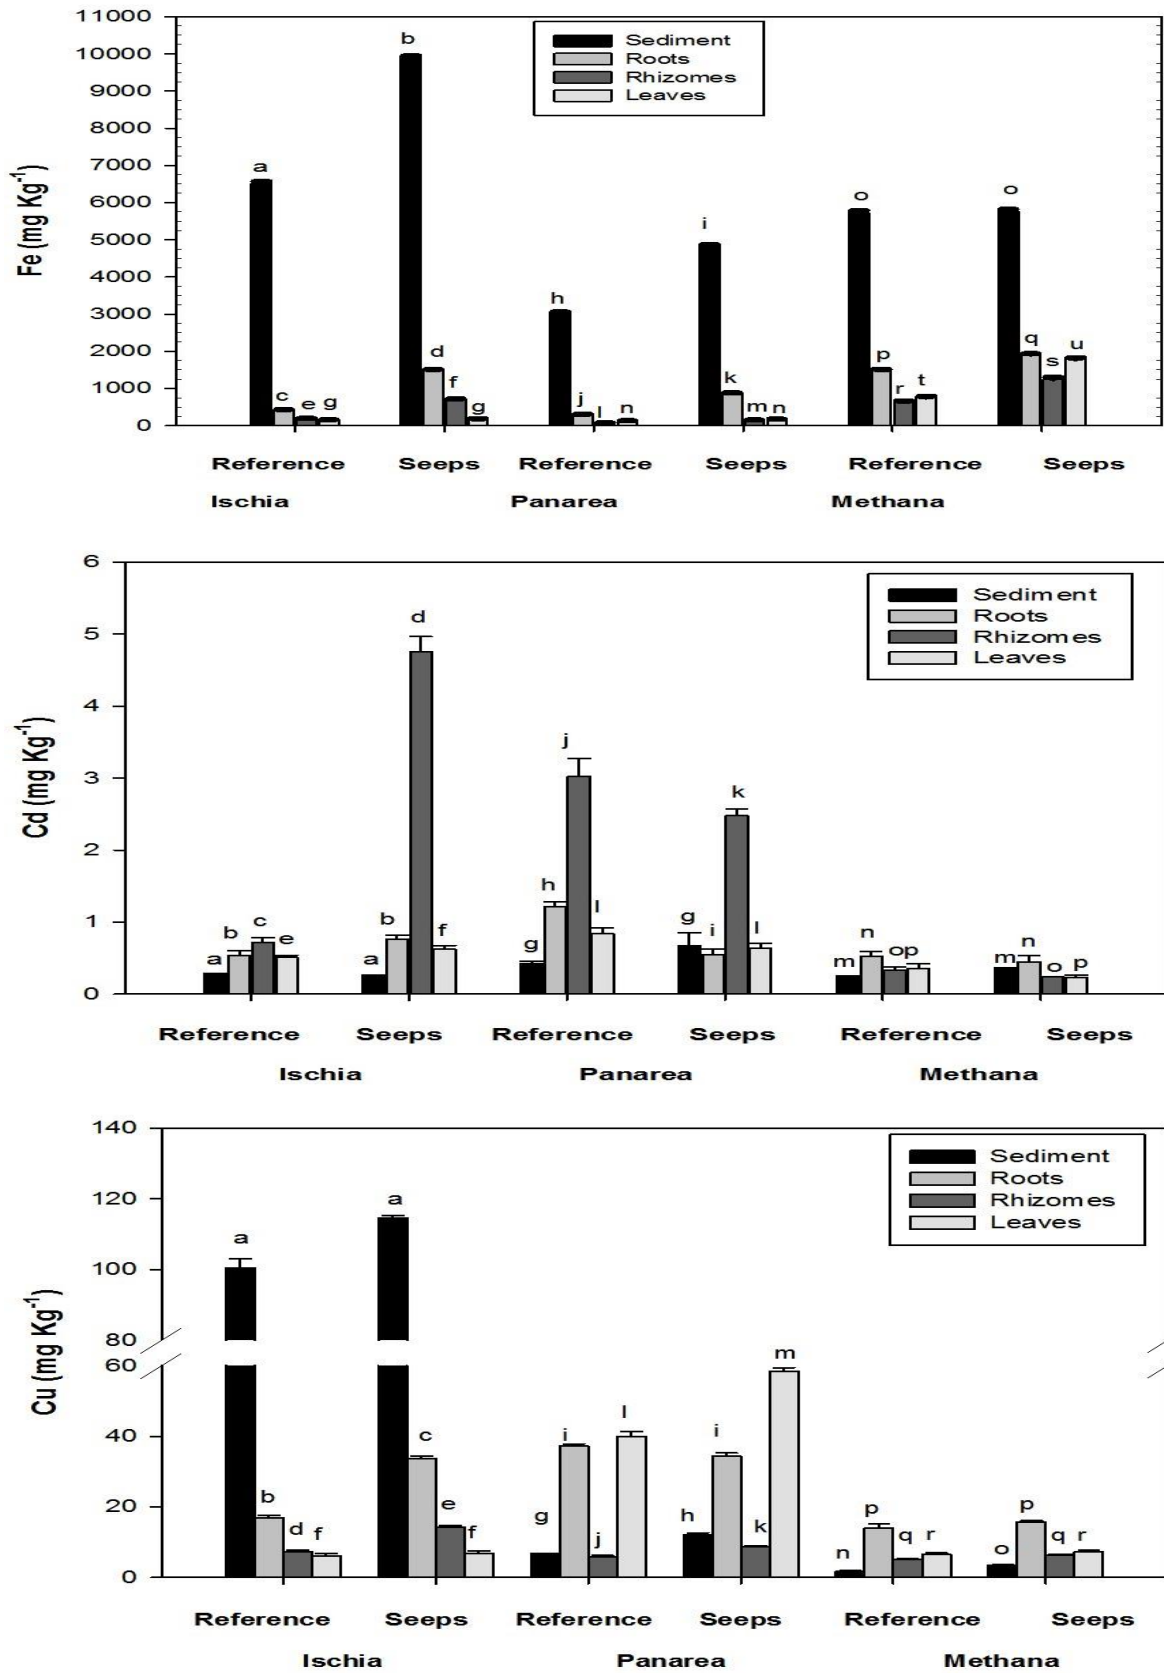 11000
10000
9000
8000
7000
6000
5000
4000
3000
2000
1000
0
Fe (mg Kg⁻¹)
Sediment
Roots
Rhizomes
Leaves
a c e g b d f g h j l n i k m n o p r t o q s u
Reference Seeps Reference Seeps Reference Seeps
Ischia Panarea Methana
6
5
4
3
2
1
0
Cd (mg Kg⁻¹)
Sediment
Roots
Rhizomes
Leaves
a b c e a b d f g h j l g i k l m n op m n o p
Reference Seeps Reference Seeps Reference Seeps
Ischia Panarea Methana
140
120
100
80
60
40
20
0
Cu (mg Kg⁻¹)
Sediment
Roots
Rhizomes
Leaves
a b d f a c e f g i j l h i k m n p q r o p q r
Reference Seeps Reference Seeps Reference Seeps
Ischia Panarea Methana